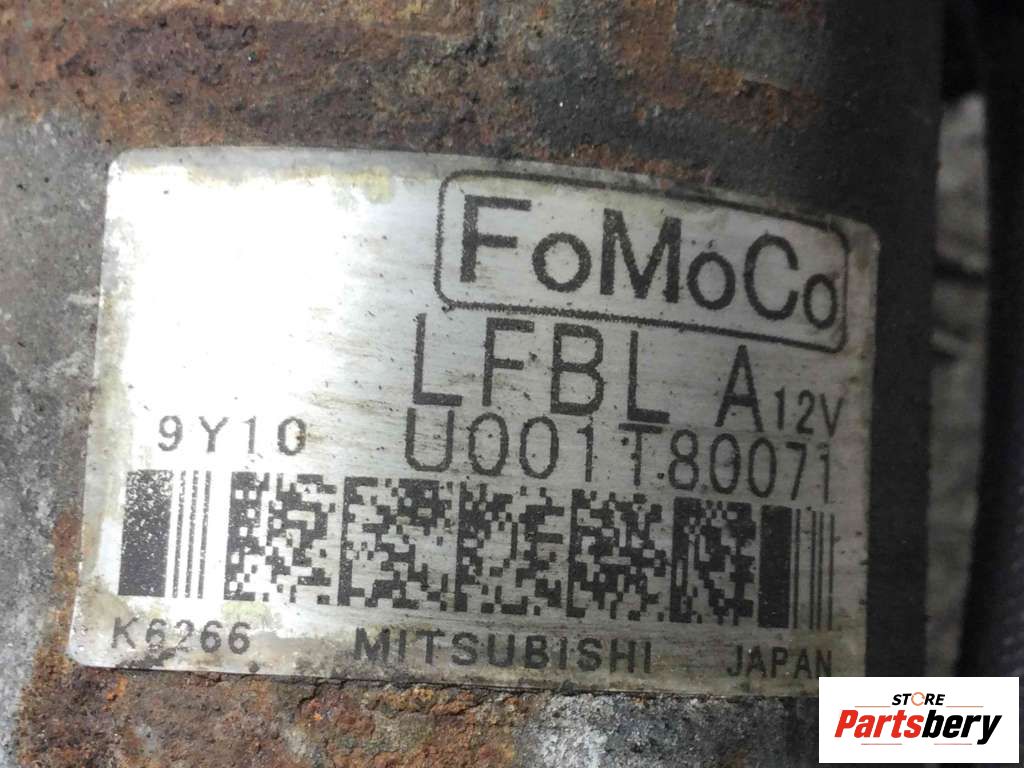 FoMoCo
LFBL A 12V
9Y10 U001T80071
K6266 MITSUBISHI JAPAN
STORE
Partsbery